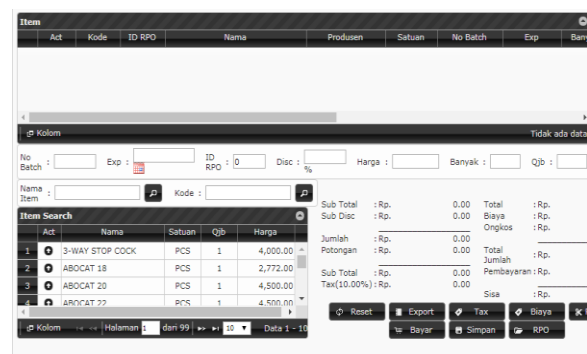 Item
Act Kode ID RPO Nama Produsen Satuan No Batch Exp Bany
Kolom Tidak ada data
No Batch : Exp : ID RPO : 0 Disc : % Harga : Banyak : Qjb :
Nama Item : Kode :
Item Search
Act Nama Satuan Qjb Harga
1 3-WAY STOP COCK PCS 1 4,000.00
2 ABOCAT 18 PCS 1 2,772.00
3 ABOCAT 20 PCS 1 4,500.00
4 ABOCAT 22 PCS 1 4,500.00
Kolom Halaman 1 dari 99 10 Data 1 - 10
Sub Total : Rp. 0.00 Total : Rp.
Sub Disc : Rp. 0.00 Biaya : Rp.
Ongkos : Rp.
Jumlah : Rp. 0.00
Potongan : Rp. 0.00 Total Jumlah : Rp.
Sub Total : Rp. 0.00 Pembayaran : Rp.
Tax(10.00%) : Rp. 0.00
Sisa : Rp.
Reset Export Tax Biaya
Bayar Simpan RPO